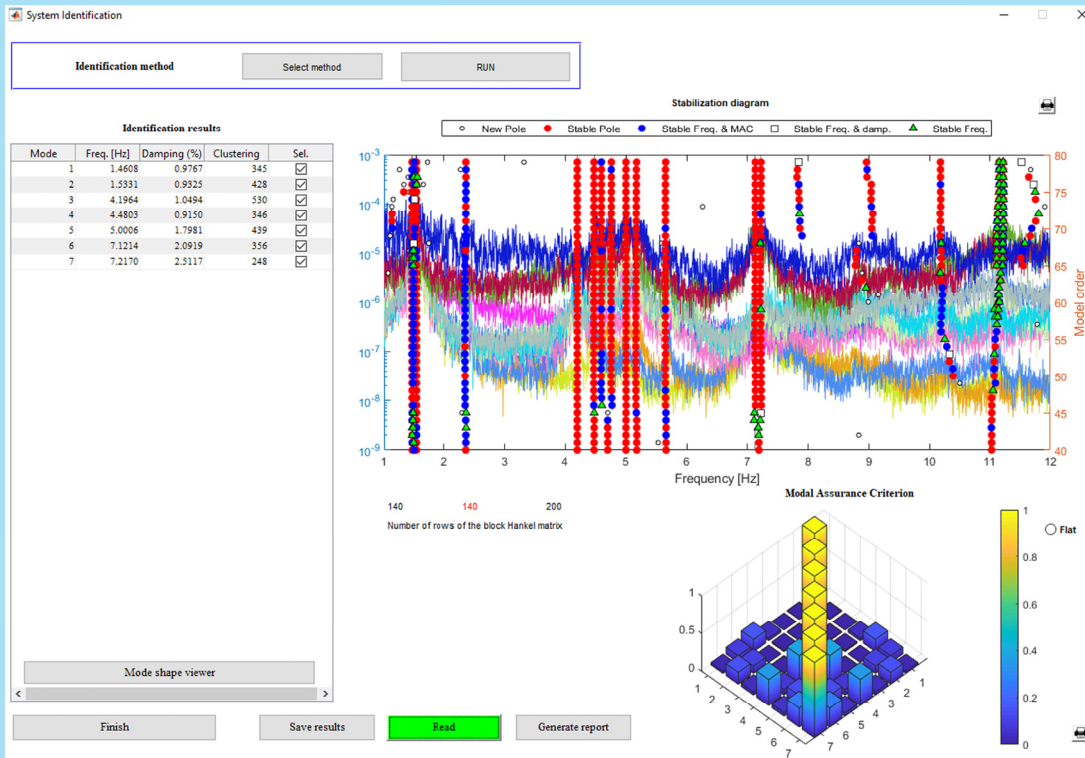 System Identification
Identification method
Select method
RUN
Identification results
Mode Freq. [Hz] Damping (%) Clustering Sel.
1 1.4608 0.9767 345
2 1.5331 0.9325 428
3 4.1964 1.0494 530
4 4.4803 0.9150 346
5 5.0006 1.7981 439
6 7.1214 2.0919 356
7 7.2170 2.5117 248
Mode shape viewer
Finish
Save results
Read
Generate report
Stabilization diagram
New Pole Stable Pole Stable Freq. & MAC Stable Freq. & damp. Stable Freq.
10-3
10-4
10-5
10-6
10-7
10-8
10-9
80
75
70
65
60
55
50
45
40
Model order
1 2 3 4 5 6 7 8 9 10 11 12
Frequency [Hz]
140 140 200
Number of rows of the block Hankel matrix
Modal Assurance Criterion
1
0.5
0
1 2 3 4 5 6 7
7 6 5 4 3 2 1
1
0.8
0.6
0.4
0.2
0
Flat